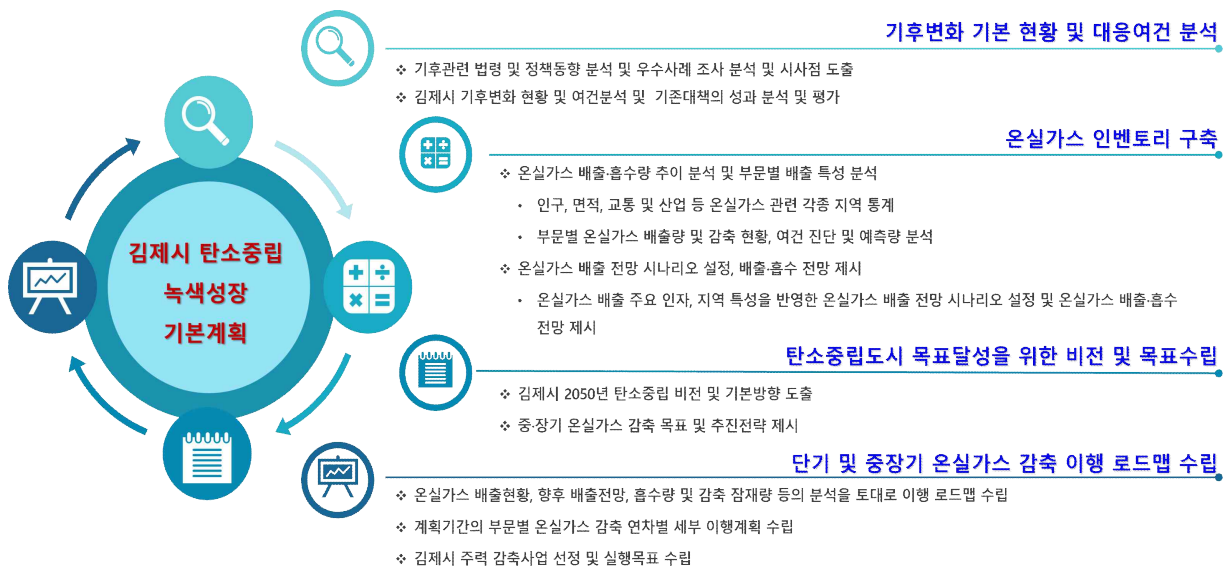 김제시 탄소중립
녹색성장
기본계획
기후변화 기본 현황 및 대응여건 분석
❖ 기후관련 법령 및 정책동향 분석 및 우수사례 조사 분석 및 시사점 도출
❖ 김제시 기후변화 현황 및 여건분석 및 기존대책의 성과 분석 및 평가
온실가스 인벤토리 구축
❖ 온실가스 배출·흡수량 추이 분석 및 부문별 배출 특성 분석
• 인구, 면적, 교통 및 산업 등 온실가스 관련 각종 지역 통계
• 부문별 온실가스 배출량 및 감축 현황, 여건 진단 및 예측량 분석
❖ 온실가스 배출 전망 시나리오 설정, 배출·흡수 전망 제시
• 온실가스 배출 주요 인자, 지역 특성을 반영한 온실가스 배출 전망 시나리오 설정 및 온실가스 배출·흡수
전망 제시
탄소중립도시 목표달성을 위한 비전 및 목표수립
❖ 김제시 2050년 탄소중립 비전 및 기본방향 도출
❖ 중·장기 온실가스 감축 목표 및 추진전략 제시
단기 및 중장기 온실가스 감축 이행 로드맵 수립
❖ 온실가스 배출현황, 향후 배출전망, 흡수량 및 감축 잠재량 등의 분석을 토대로 이행 로드맵 수립
❖ 계획기간의 부문별 온실가스 감축 연차별 세부 이행계획 수립
❖ 김제시 주력 감축사업 선정 및 실행목표 수립